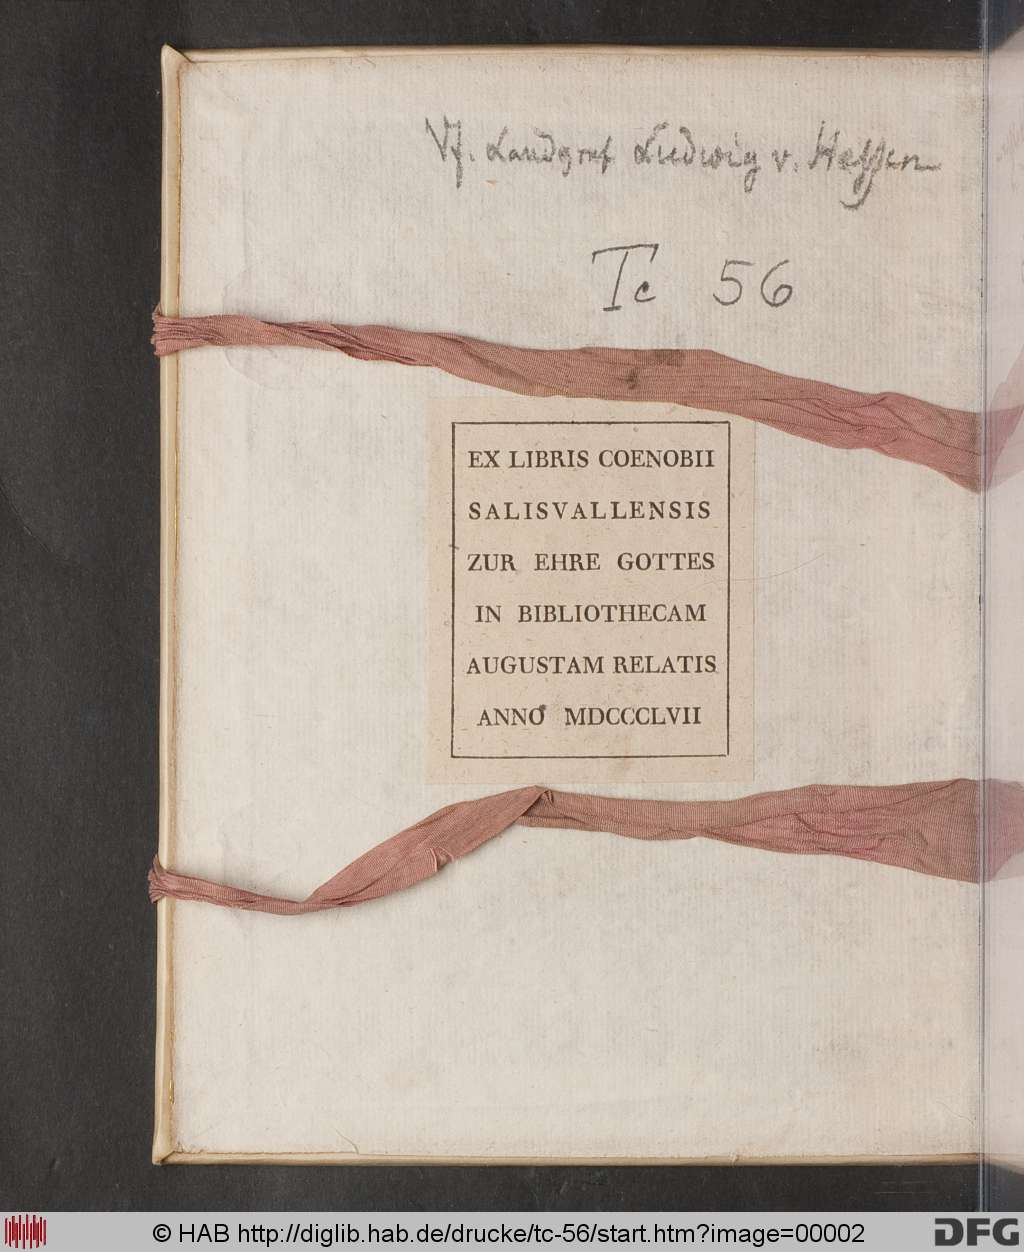 Vf. Landgraf Ludwig v. Hessen
Tc 56
EX LIBRIS COENOBII
SALISVALLENSIS
ZUR EHRE GOTTES
IN BIBLIOTHECAM
AUGUSTAM RELATIS
ANNO MDCCCLVII
© HAB http://diglib.hab.de/drucke/tc-56/start.htm?image=00002
DFG